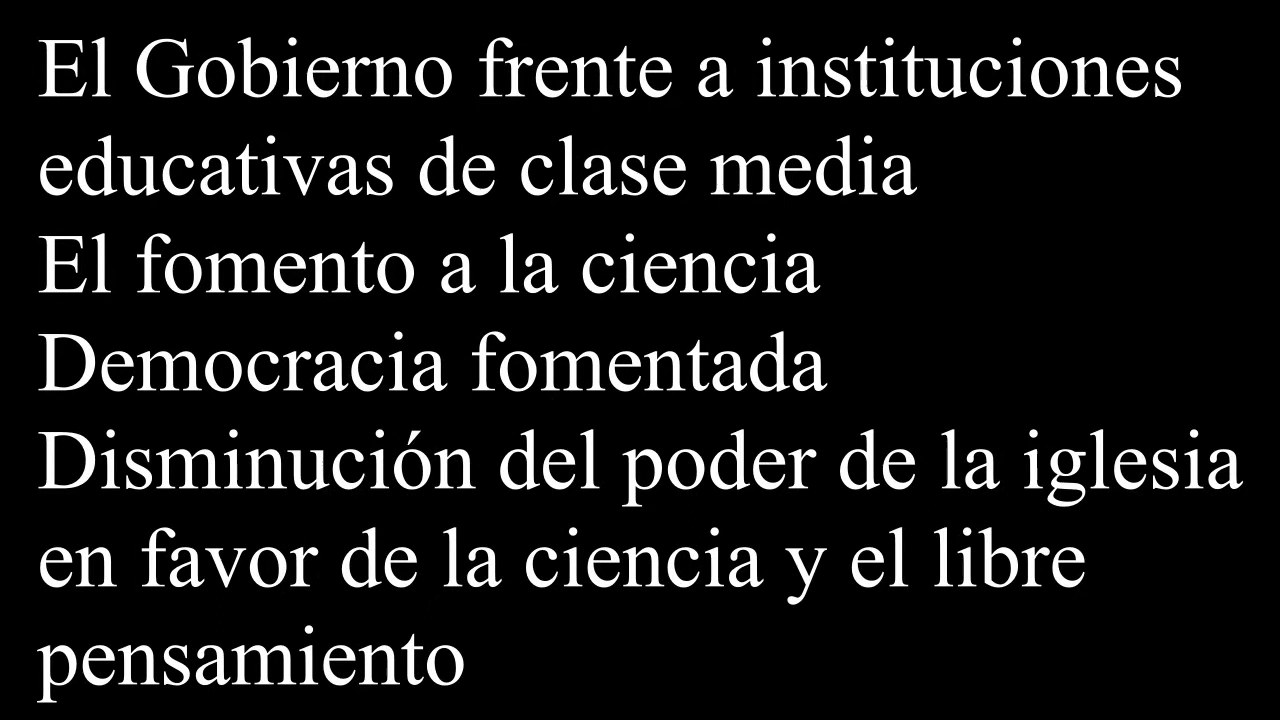 El Gobierno frente a instituciones
educativas de clase media
El fomento a la ciencia
Democracia fomentada
Disminución del poder de la iglesia
en favor de la ciencia y el libre
pensamiento